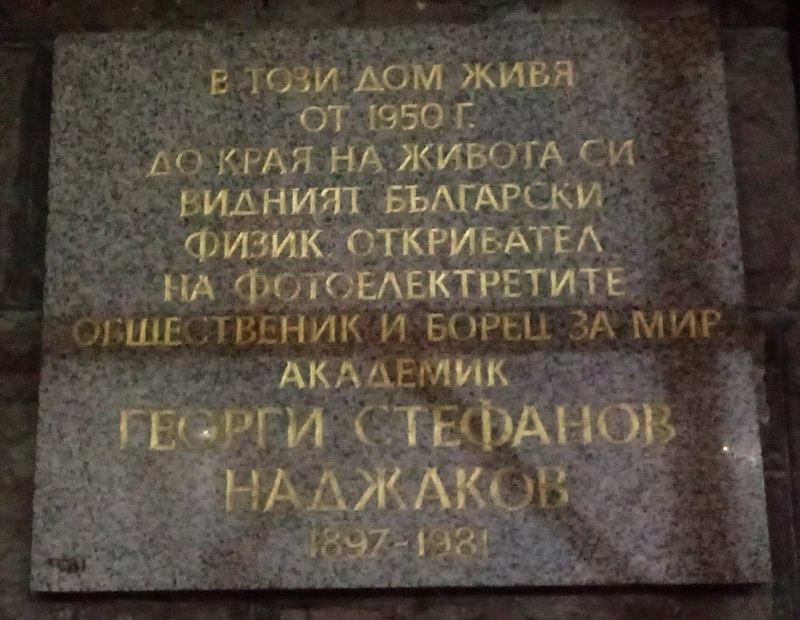 В ТОЗИ ДОМ ЖИВЯ
ОТ 1950 Г.
ДО КРАЯ НА ЖИВОТА СИ
ВИДНИЯТ БЪЛГАРСКИ
ФИЗИК ОТКРИВАТЕЛ
НА ФОТОЕЛЕКТРЕТИТЕ
ОБЩЕСТВЕНИК И БОРЕЦ ЗА МИР
АКАДЕМИК
ГЕОРГИ СТЕФАНОВ
НАДЖАКОВ
1897-1981